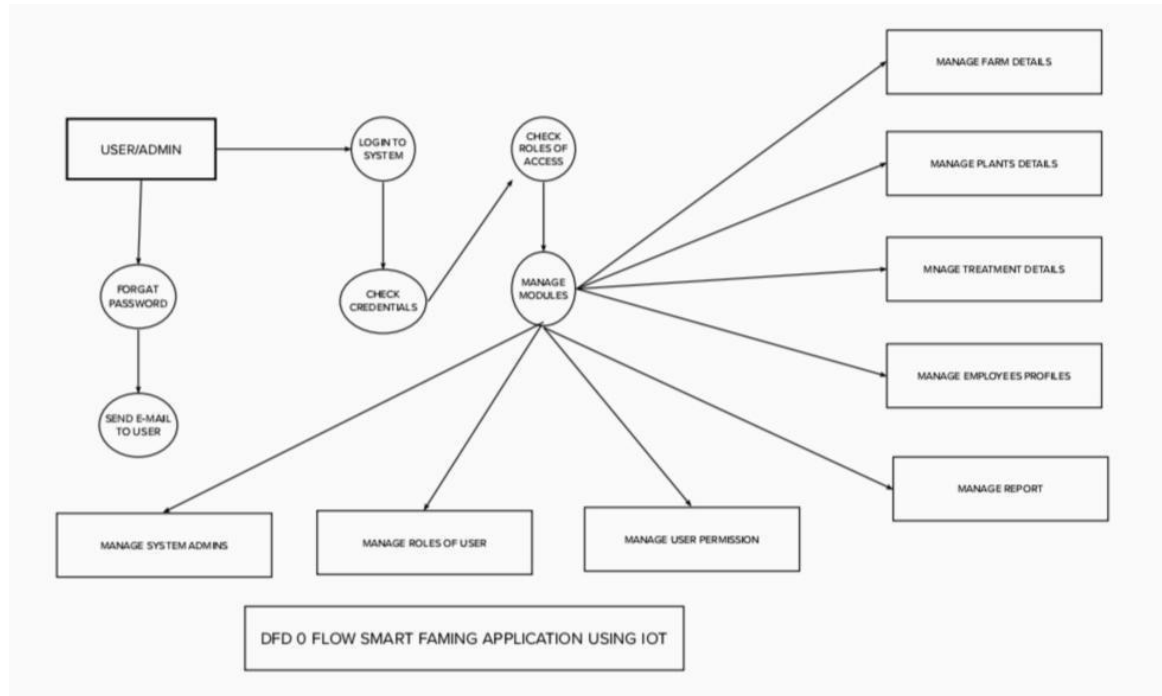 MANAGE FARM DETAILS
USER/ADMIN
LOGIN TO
SYSTEM
CHECK
ROLES OF
ACCESS
MANAGE PLANTS DETAILS
MNAGE TREATMENT DETAILS
FORGAT
PASSWORD
CHECK
CREDENTIALS
MANAGE
MODULES
MANAGE EMPLOYEES PROFILES
SEND E-MAIL
TO USER
MANAGE REPORT
MANAGE SYSTEM ADMINS
MANAGE ROLES OF USER
MANAGE USER PERMISSION
DFD 0 FLOW SMART FAMING APPLICATION USING IOT